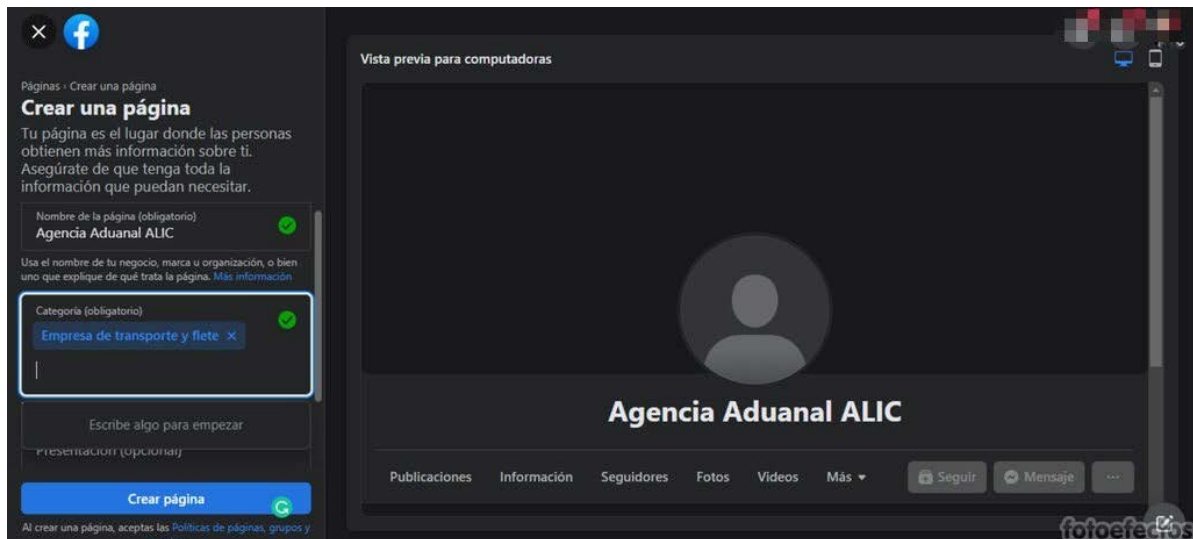 Páginas › Crear una página
Crear una página
Tu página es el lugar donde las personas
obtienen más información sobre ti.
Asegúrate de que tenga toda la
información que puedan necesitar.
Nombre de la página (obligatorio)
Agencia Aduanal ALIC
Usa el nombre de tu negocio, marca u organización, o bien
uno que explique de qué trata la página. Más información
Categoría (obligatorio)
Empresa de transporte y flete ×
Escribe algo para empezar
Presentación (opcional)
Crear página
Al crear una página, aceptas las Políticas de páginas, grupos y
Vista previa para computadoras
Agencia Aduanal ALIC
Publicaciones Información Seguidores Fotos Videos Más Seguir Mensaje ...
fotoefectos